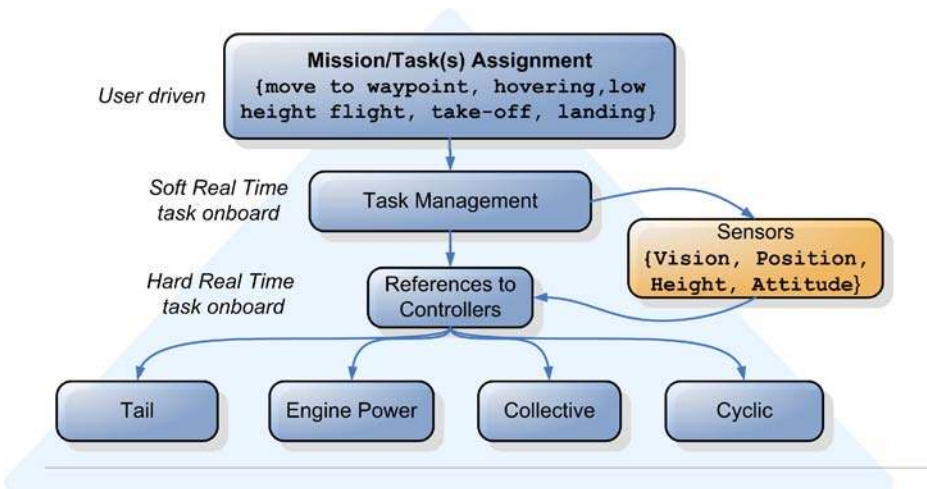 Mission/Task(s) Assignment
{move to waypoint, hovering,low
height flight, take-off, landing}
User driven
Soft Real Time
task onboard
Task Management
Sensors
{Vision, Position,
Height, Attitude}
Hard Real Time
task onboard
References to
Controllers
Tail
Engine Power
Collective
Cyclic